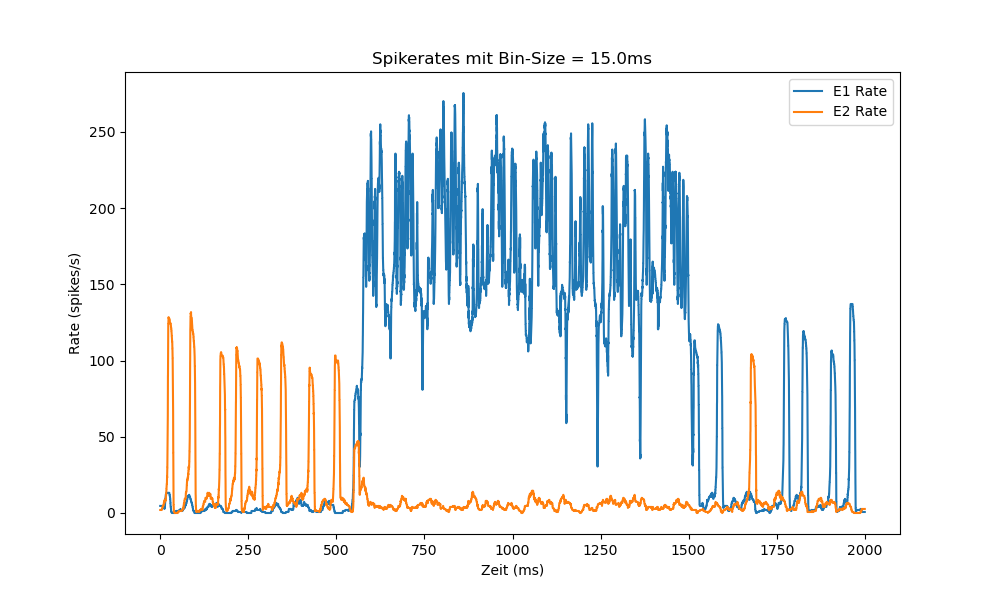 Spikerates mit Bin-Size = 15.0ms
E1 Rate
E2 Rate
250
200
150
100
50
0
Rate (spikes/s)
0 250 500 750 1000 1250 1500 1750 2000
Zeit (ms)